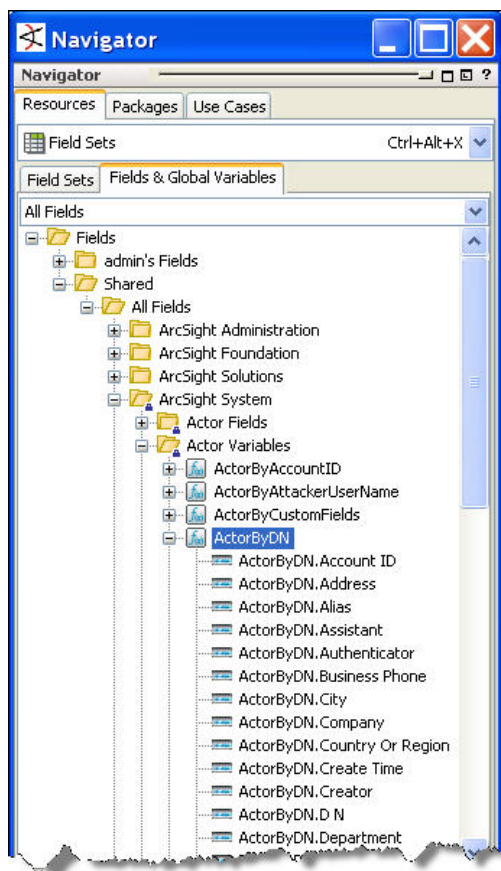 Navigator
Navigator ?
Resources Packages Use Cases
Field Sets Ctrl+Alt+X
Field Sets Fields & Global Variables
All Fields
Fields
admin's Fields
Shared
All Fields
ArcSight Administration
ArcSight Foundation
ArcSight Solutions
ArcSight System
Actor Fields
Actor Variables
ActorByAccountID
ActorByAttackerUserName
ActorByCustomFields
ActorByDN
ActorByDN.Account ID
ActorByDN.Address
ActorByDN.Alias
ActorByDN.Assistant
ActorByDN.Authenticator
ActorByDN.Business Phone
ActorByDN.City
ActorByDN.Company
ActorByDN.Country Or Region
ActorByDN.Create Time
ActorByDN.Creator
ActorByDN.D N
ActorByDN.Department